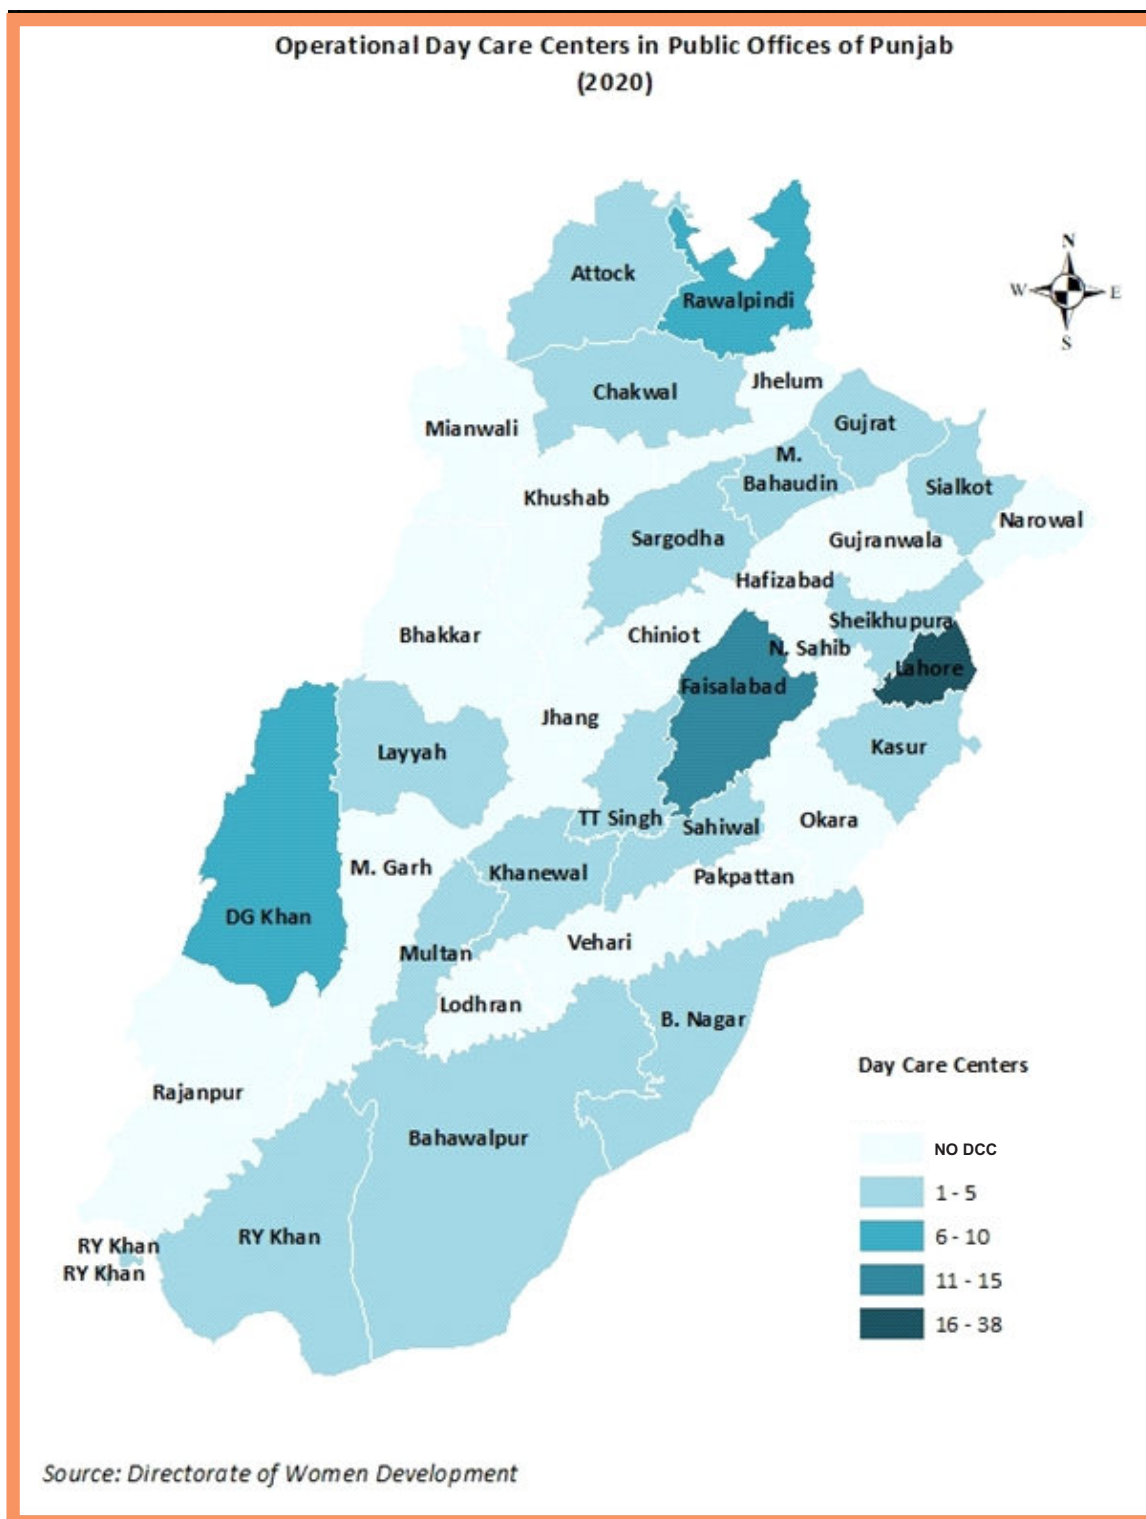 Operational Day Care Centers in Public Offices of Punjab
(2020)
N
W E
S
Attock
Rawalpindi
Chakwal
Jhelum
Mianwali
Gujrat
M.
Bahaudin
Sialkot
Khushab
Narowal
Sargodha
Gujranwala
Hafizabad
Sheikhupura
Bhakkar
Chiniot
N. Sahib
Lahore
Faisalabad
Jhang
Kasur
Layyah
TT Singh
Sahiwal
Okara
M. Garh
Khanewal
Pakpattan
DG Khan
Vehari
Multan
Lodhran
B. Nagar
Rajanpur
Bahawalpur
RY Khan
RY Khan
RY Khan
Day Care Centers
NO DCC
1 - 5
6 - 10
11 - 15
16 - 38
Source: Directorate of Women Development